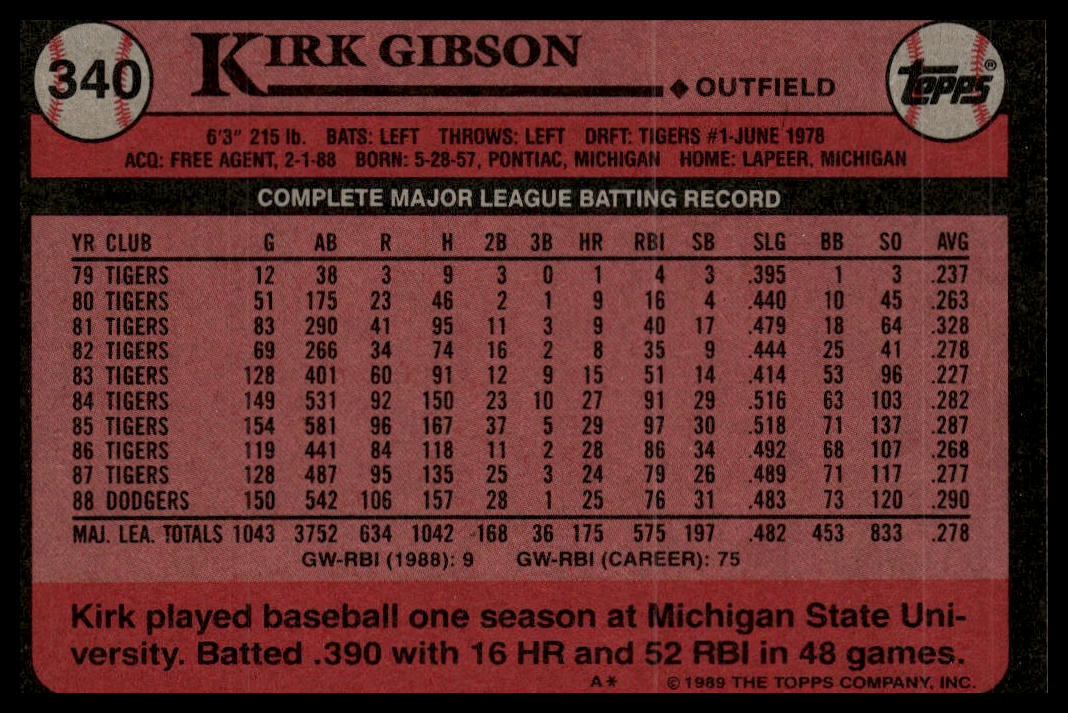 340 KIRK GIBSON
◆ OUTFIELD
TOPPS®
6'3" 215 lb. BATS: LEFT THROWS: LEFT DRFT: TIGERS #1-JUNE 1978
ACQ: FREE AGENT, 2-1-88 BORN: 5-28-57, PONTIAC, MICHIGAN HOME: LAPEER, MICHIGAN
COMPLETE MAJOR LEAGUE BATTING RECORD
YR CLUB G AB R H 2B 3B HR RBI SB SLG BB SO AVG
79 TIGERS 12 38 3 9 3 0 1 4 3 .395 1 3 .237
80 TIGERS 51 175 23 46 2 1 9 16 4 .440 10 45 .263
81 TIGERS 83 290 41 95 11 3 9 40 17 .479 18 64 .328
82 TIGERS 69 266 34 74 16 2 8 35 9 .444 25 41 .278
83 TIGERS 128 401 60 91 12 9 15 51 14 .414 53 96 .227
84 TIGERS 149 531 92 150 23 10 27 91 29 .516 63 103 .282
85 TIGERS 154 581 96 167 37 5 29 97 30 .518 71 137 .287
86 TIGERS 119 441 84 118 11 2 28 86 34 .492 68 107 .268
87 TIGERS 128 487 95 135 25 3 24 79 26 .489 71 117 .277
88 DODGERS 150 542 106 157 28 1 25 76 31 .483 73 120 .290
MAJ. LEA. TOTALS 1043 3752 634 1042 168 36 175 575 197 .482 453 833 .278
GW-RBI (1988): 9 GW-RBI (CAREER): 75
Kirk played baseball one season at Michigan State Uni-
versity. Batted .390 with 16 HR and 52 RBI in 48 games.
A* © 1989 THE TOPPS COMPANY, INC.